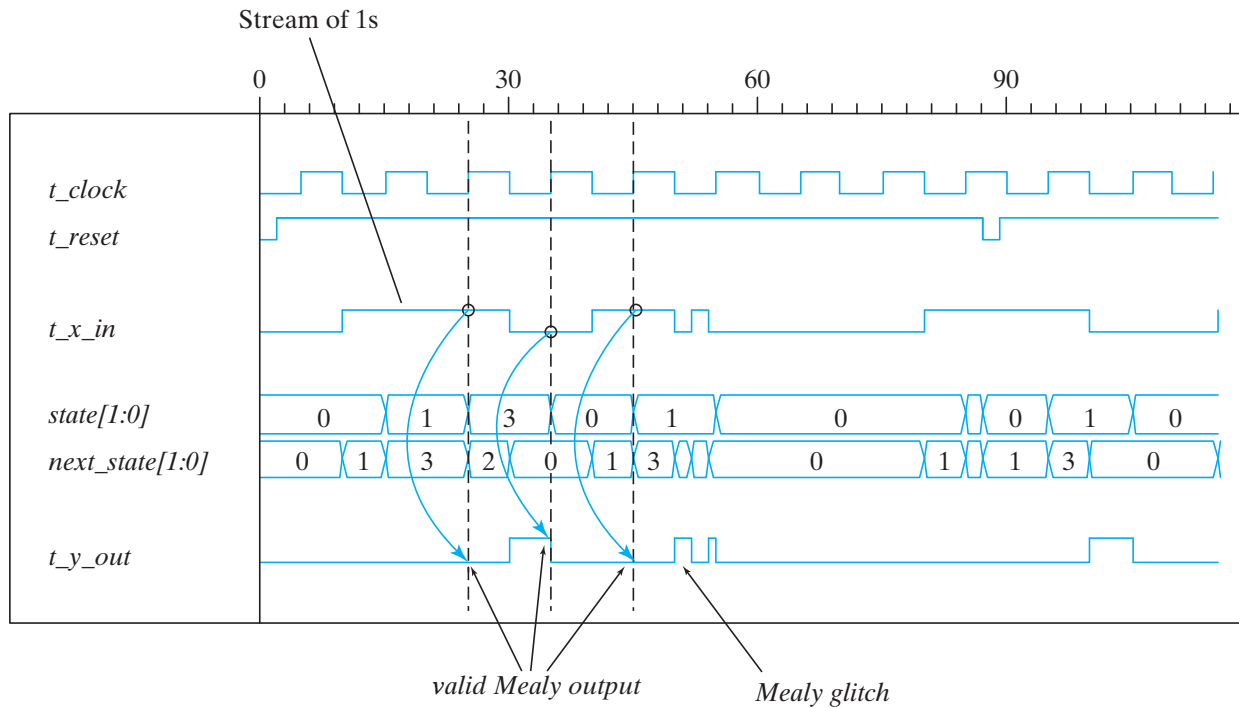 Stream of 1s
0 30 60 90
t_clock
t_reset
t_x_in
state[1:0] 0 1 3 0 1 0 0 1 0
next_state[1:0] 0 1 3 2 0 1 3 0 1 1 3 0
t_y_out
valid Mealy output
Mealy glitch